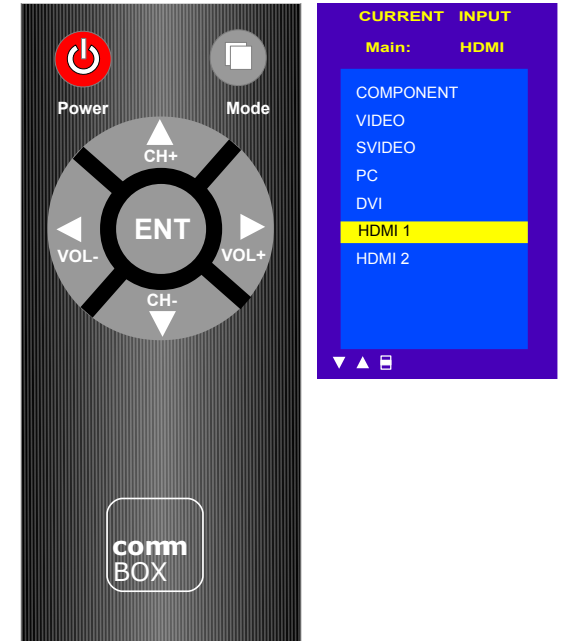 Power
Mode
CH+
VOL-
ENT
VOL+
CH-
comm
BOX
CURRENT INPUT
Main: HDMI
COMPONENT
VIDEO
SVIDEO
PC
DVI
HDMI 1
HDMI 2